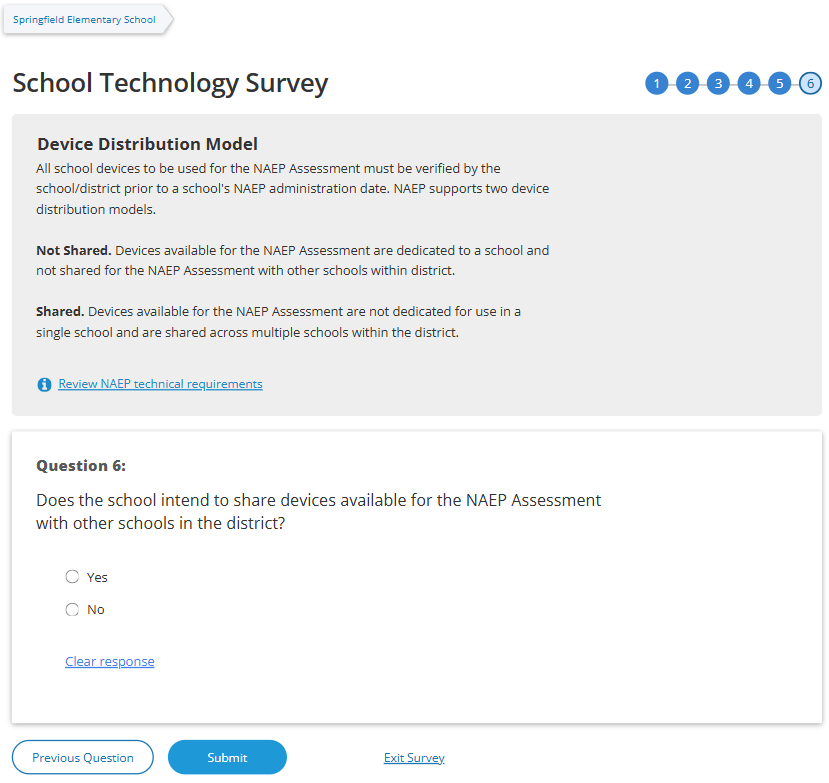 Springfield Elementary School
School Technology Survey
1 2 3 4 5 6
Device Distribution Model
All school devices to be used for the NAEP Assessment must be verified by the
school/district prior to a school's NAEP administration date. NAEP supports two device
distribution models.
Not Shared. Devices available for the NAEP Assessment are dedicated to a school and
not shared for the NAEP Assessment with other schools within district.
Shared. Devices available for the NAEP Assessment are not dedicated for use in a
single school and are shared across multiple schools within the district.
Review NAEP technical requirements
Question 6:
Does the school intend to share devices available for the NAEP Assessment
with other schools in the district?
Yes
No
Clear response
Previous Question
Submit
Exit Survey